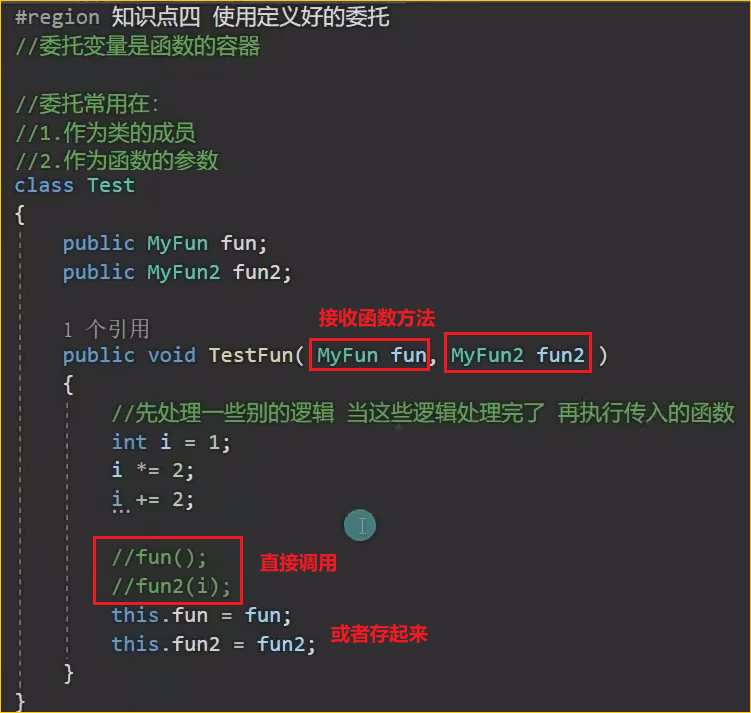 #region 知识点四 使用定义好的委托
//委托变量是函数的容器
//委托常用在:
//1.作为类的成员
//2.作为函数的参数
class Test
{
public MyFun fun;
public MyFun2 fun2;
接收函数方法
1 个引用
public void TestFun( MyFun fun, MyFun2 fun2 )
{
//先处理一些别的逻辑 当这些逻辑处理完了 再执行传入的函数
int i = 1;
i *= 2;
i += 2;
//fun(); 直接调用
//fun2(i);
this.fun = fun;
this.fun2 = fun2; 或者存起来
}
}